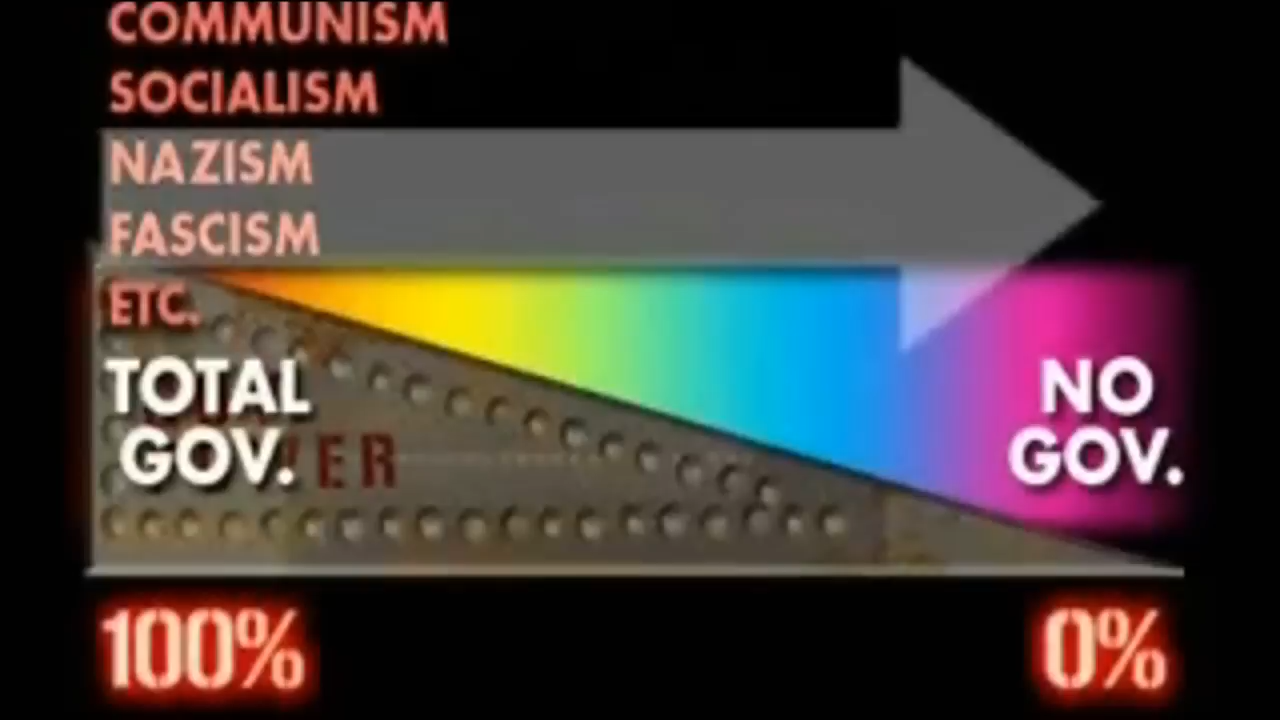 COMMUNISM
SOCIALISM
NAZISM
FASCISM
ETC.
TOTAL
GOV.
NO
GOV.
100%
0%